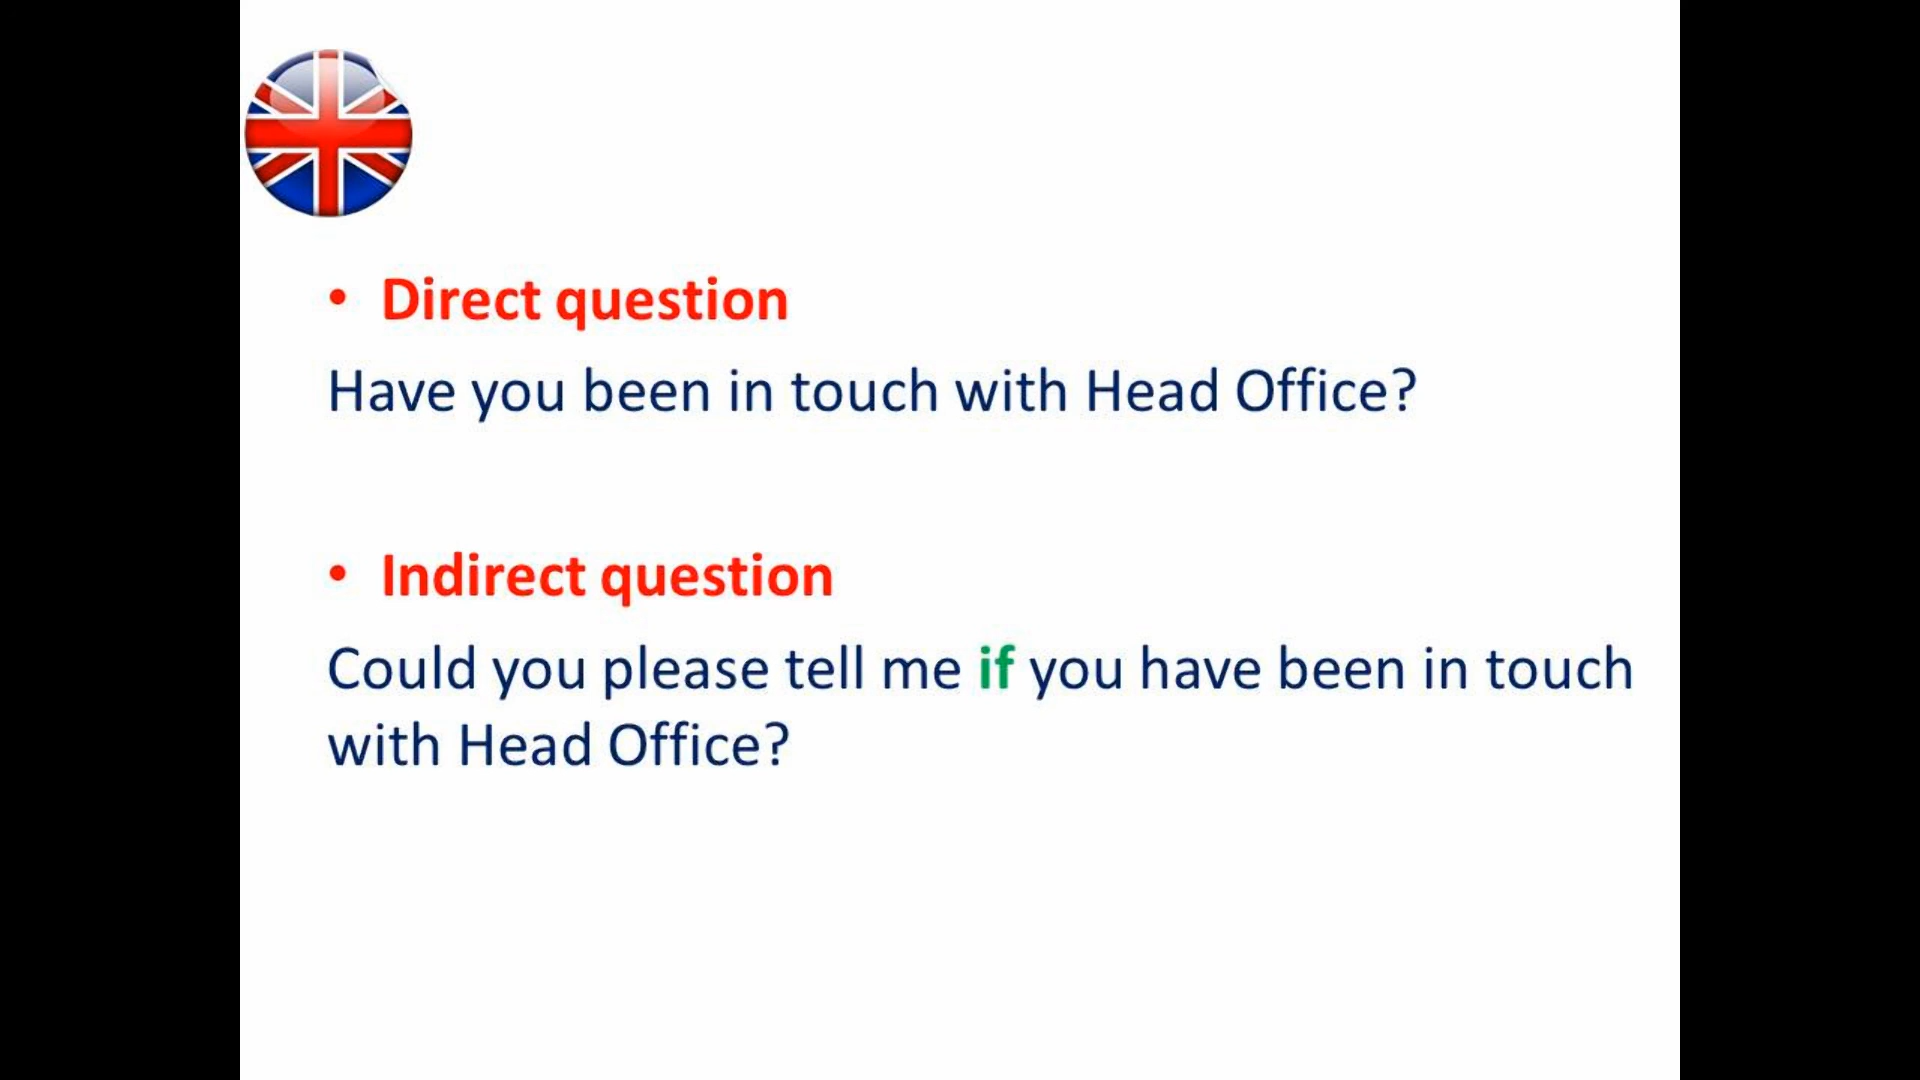 • Direct question
Have you been in touch with Head Office?
• Indirect question
Could you please tell me if you have been in touch
with Head Office?